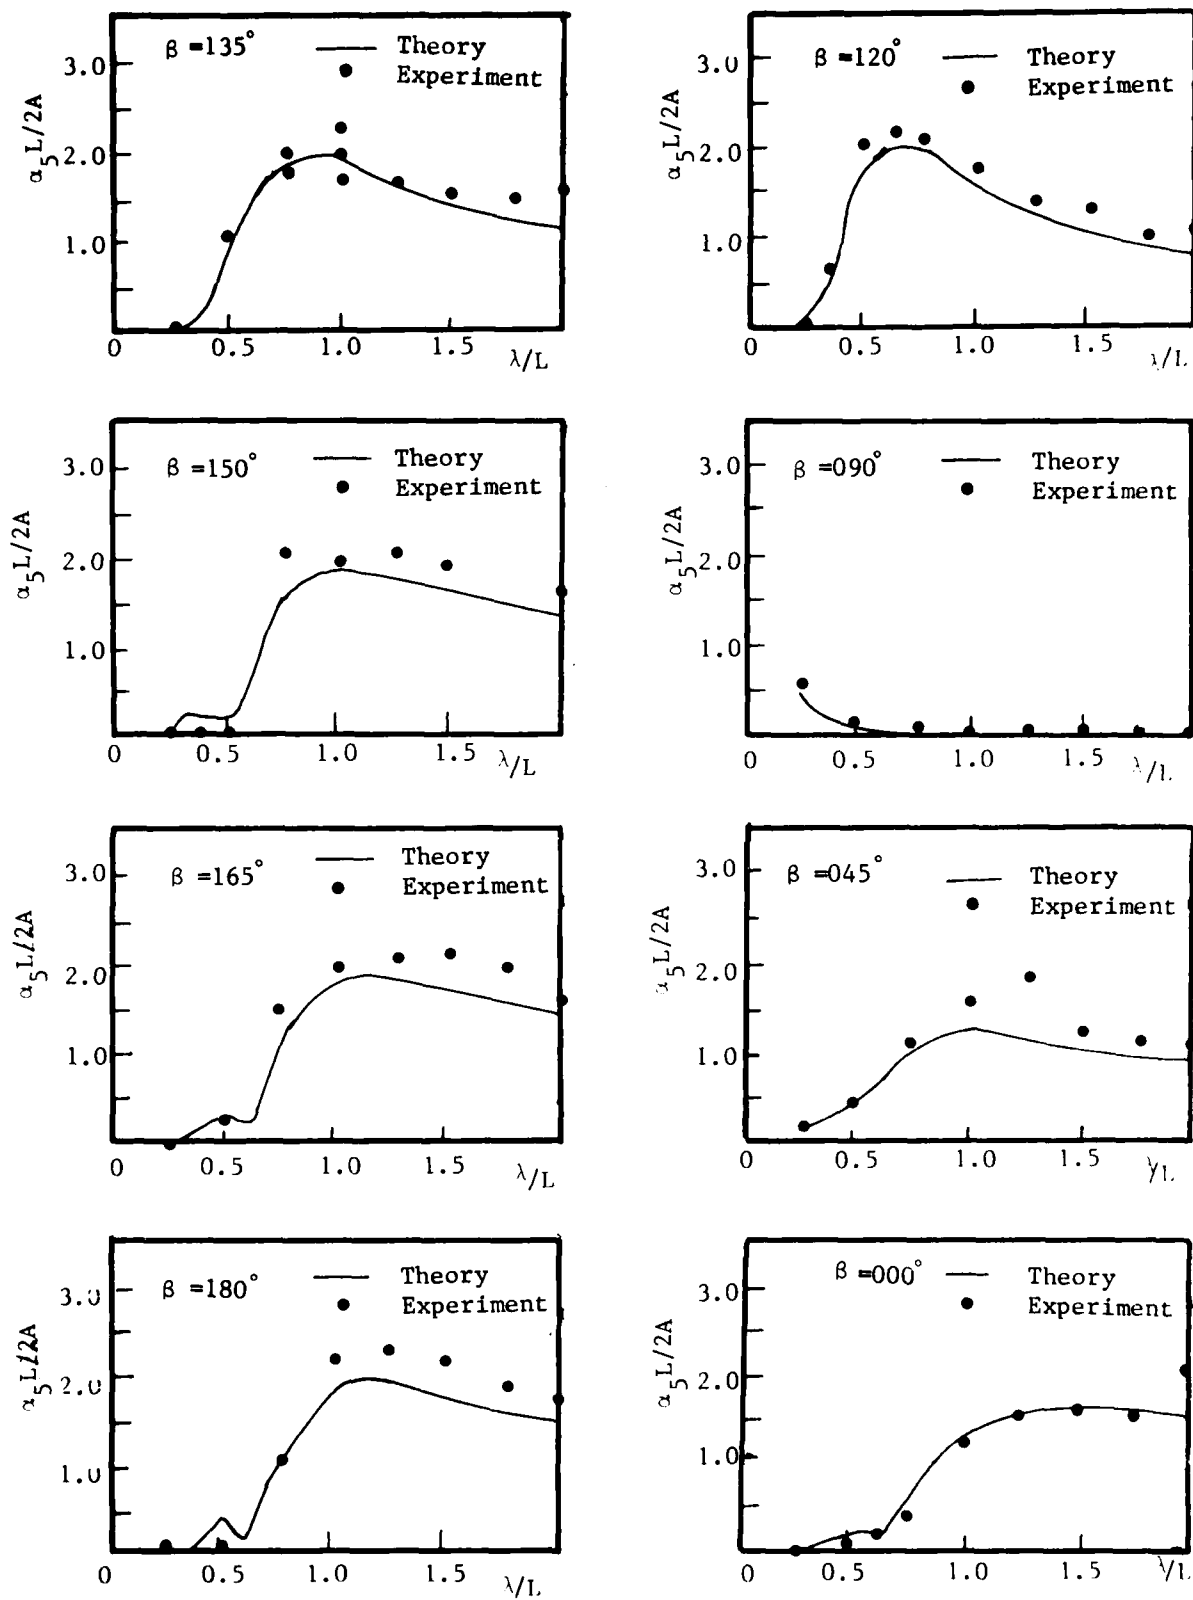 β =135° Theory
Experiment
3.0
2.0
1.0
α5L/2A
0 0.5 1.0 1.5
λ/L
β =120° Theory
Experiment
3.0
2.0
1.0
α5L/2A
0 0.5 1.0 1.5
λ/L
β =150° Theory
Experiment
3.0
2.0
1.0
α5L/2A
0 0.5 1.0 1.5 λ/L
β =090° Theory
Experiment
3.0
2.0
1.0
α5L/2A
0 0.5 1.0 1.5 λ/L
β =165° Theory
Experiment
3.0
2.0
1.0
α5L/2A
0 0.5 1.0 1.5 λ/L
β =045° Theory
Experiment
3.0
2.0
1.0
α5L/2A
0 0.5 1.0 1.5 λ/L
β =180° Theory
Experiment
3.0
2.0
1.0
α5L/2A
0 0.5 1.0 1.5 λ/L
β =000° Theory
Experiment
3.0
2.0
1.0
α5L/2A
0 0.5 1.0 1.5 λ/L